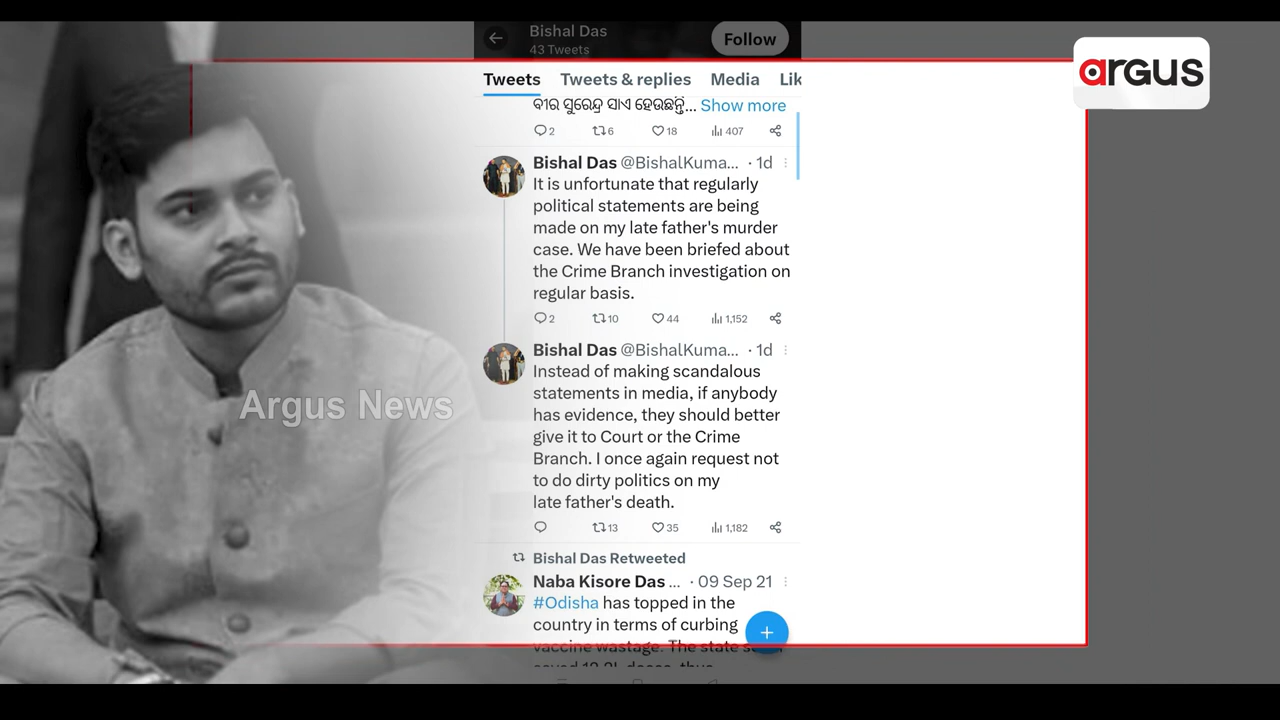 Bishal Das
43 Tweets
Follow
argus
Tweets Tweets & replies Media Lik
ବୀର ସୁରେନ୍ଦ୍ର ସାଏ ହେଉଛନ୍ତି... Show more
2 6 18 407
Bishal Das @BishalKuma... · 1d
It is unfortunate that regularly
political statements are being
made on my late father's murder
case. We have been briefed about
the Crime Branch investigation on
regular basis.
2 10 44 1,152
Bishal Das @BishalKuma... · 1d
Instead of making scandalous
statements in media, if anybody
has evidence, they should better
give it to Court or the Crime
Branch. I once again request not
to do dirty politics on my
late father's death.
13 35 1,182
Bishal Das Retweeted
Naba Kisore Das ... · 09 Sep 21
#Odisha has topped in the
country in terms of curbing
vaccine wastage. The state
Argus News